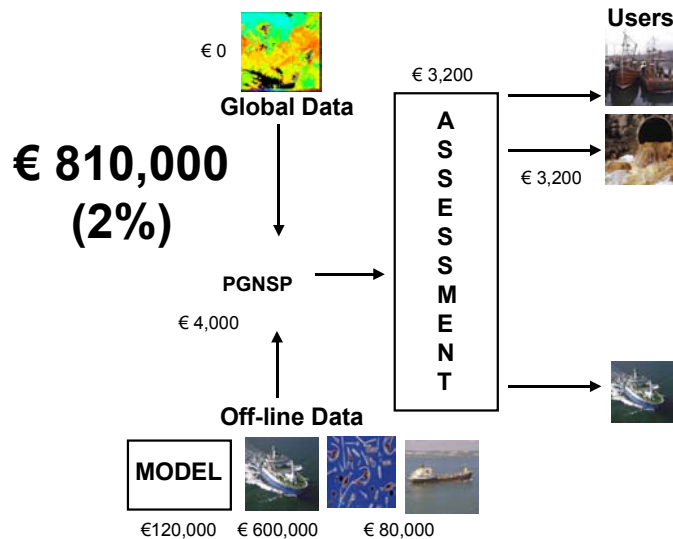 Users
€ 0
€ 3,200
Global Data
€ 810,000
(2%)
A
S
S
E
S
S
M
E
N
T
€ 3,200
PGNSP
€ 4,000
Off-line Data
MODEL
€120,000
€ 600,000
€ 80,000